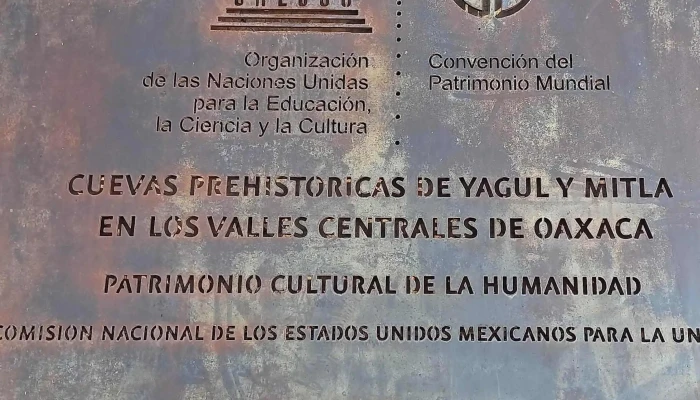 UNESCO
Organización
de las Naciones Unidas
para la Educación,
la Ciencia y la Cultura
Convención del
Patrimonio Mundial
CUEVAS PREHISTORICAS DE YAGUL Y MITLA
EN LOS VALLES CENTRALES DE OAXACA
PATRIMONIO CULTURAL DE LA HUMANIDAD
COMISION NACIONAL DE LOS ESTADOS UNIDOS MEXICANOS PARA LA UN